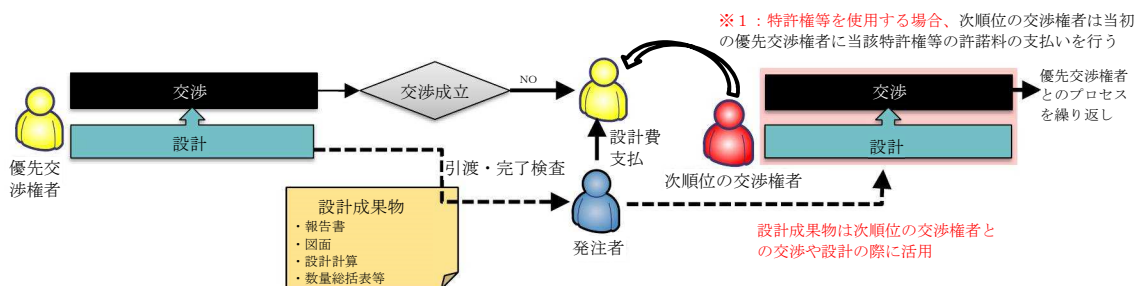 ※１：特許権等を使用する場合、次順位の交渉権者は当初
の優先交渉権者に当該特許権等の許諾料の支払いを行う
交渉
設計
優先交
渉権者
交渉成立
NO
設計費
支払
引渡・完了検査
設計成果物
・報告書
・図面
・設計計算
・数量総括表等
発注者
次順位の交渉権者
交渉
設計
優先交渉権者
とのプロセス
を繰り返し
設計成果物は次順位の交渉権者と
の交渉や設計の際に活用